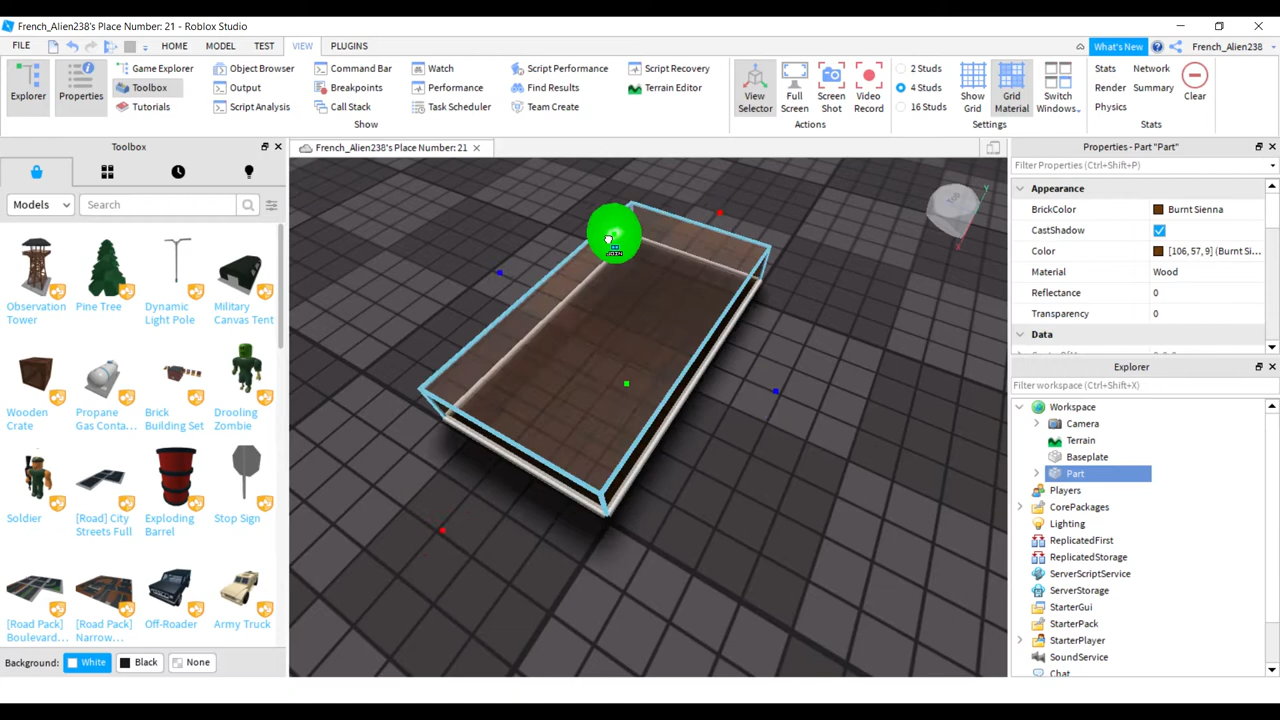 French_Alien238's Place Number: 21 - Roblox Studio
FILE HOME MODEL TEST VIEW PLUGINS What's New French_Alien238
Explorer
Properties
Game Explorer
Toolbox
Tutorials
Object Browser
Output
Script Analysis
Command Bar
Breakpoints
Call Stack
Watch
Performance
Task Scheduler
Script Performance
Find Results
Team Create
Script Recovery
Terrain Editor
Show
View Selector
Full Screen
Screen Shot
Video Record
Actions
2 Studs
4 Studs
16 Studs
Show Grid
Grid Material
Switch Windows...
Settings
Stats
Network
Render
Summary
Physics
Clear
Stats
Toolbox
Models
Search
Observation Tower
Pine Tree
Dynamic Light Pole
Military Canvas Tent
Wooden Crate
Propane Gas Conta...
Brick Building Set
Drooling Zombie
Soldier
[Road] City Streets Full
Exploding Barrel
Stop Sign
[Road Pack] Boulevard...
[Road Pack] Narrow...
Off-Roader
Army Truck
Background: White Black None
French_Alien238's Place Number: 21
JOIN
TOP
Y
Properties - Part "Part"
Filter Properties (Ctrl+Shift+P)
Appearance
BrickColor Burnt Sienna
CastShadow
Color [106, 57, 9] (Burnt Si...
Material Wood
Reflectance 0
Transparency 0
Data
Explorer
Filter workspace (Ctrl+Shift+X)
Workspace
Camera
Terrain
Baseplate
Part
Players
CorePackages
Lighting
ReplicatedFirst
ReplicatedStorage
ServerScriptService
ServerStorage
StarterGui
StarterPack
StarterPlayer
SoundService
Chat